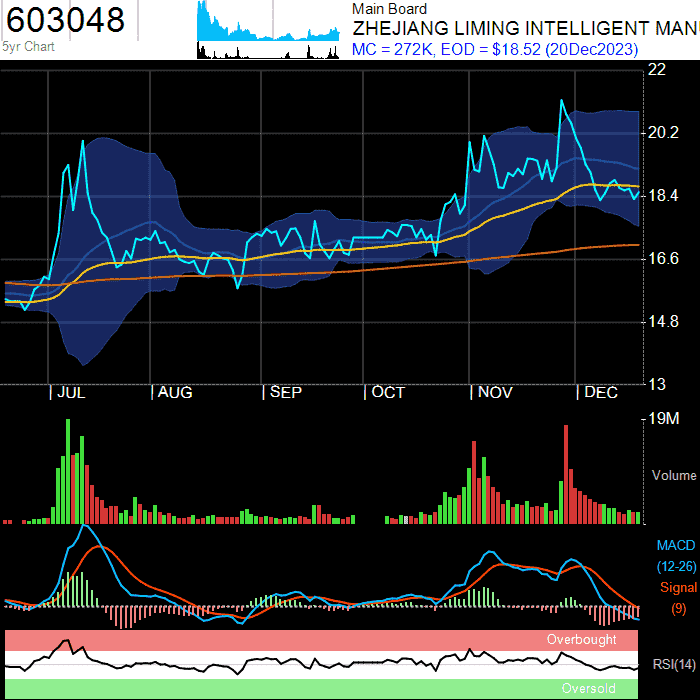 603048
5yr Chart
Main Board
ZHEJIANG LIMING INTELLIGENT MANU
MC = 272K, EOD = $18.52 (20Dec2023)
22
20.2
18.4
16.6
14.8
13
JUL
AUG
SEP
OCT
NOV
DEC
19M
Volume
MACD
(12-26)
Signal
(9)
Overbought
RSI(14)
Oversold